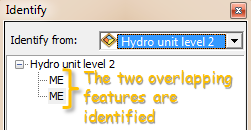 Identify
Identify from: Hydro unit level 2
Hydro unit level 2
ME
ME
The two overlapping
features are
identified